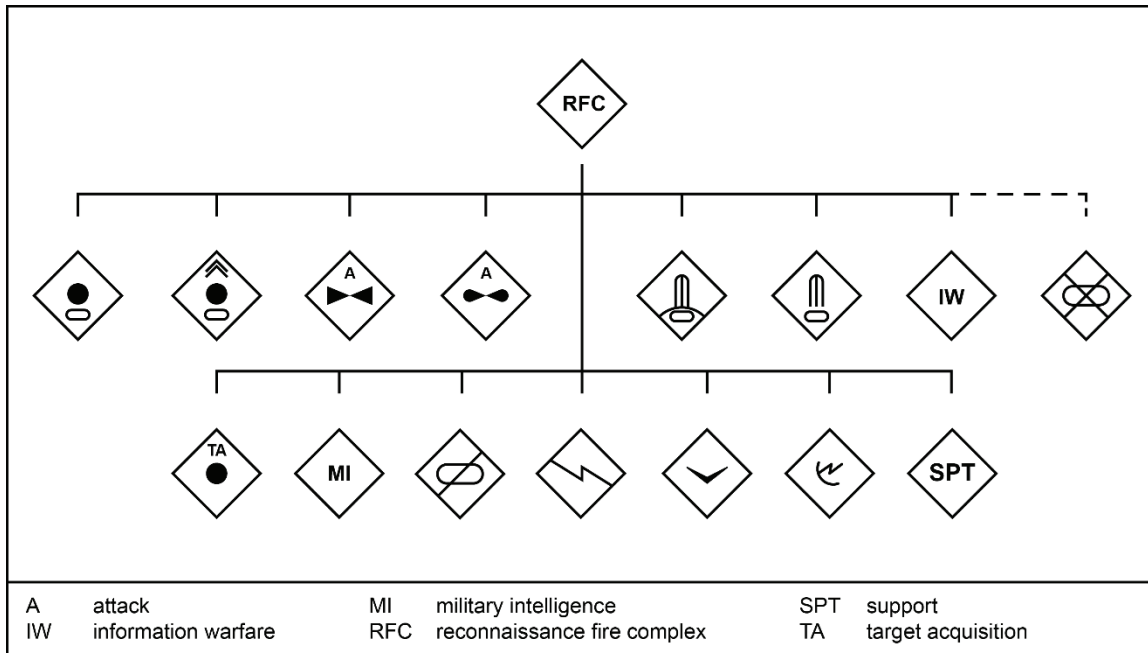 RFC
A A
IW
TA
MI
SPT
A attack MI military intelligence SPT support
IW information warfare RFC reconnaissance fire complex TA target acquisition